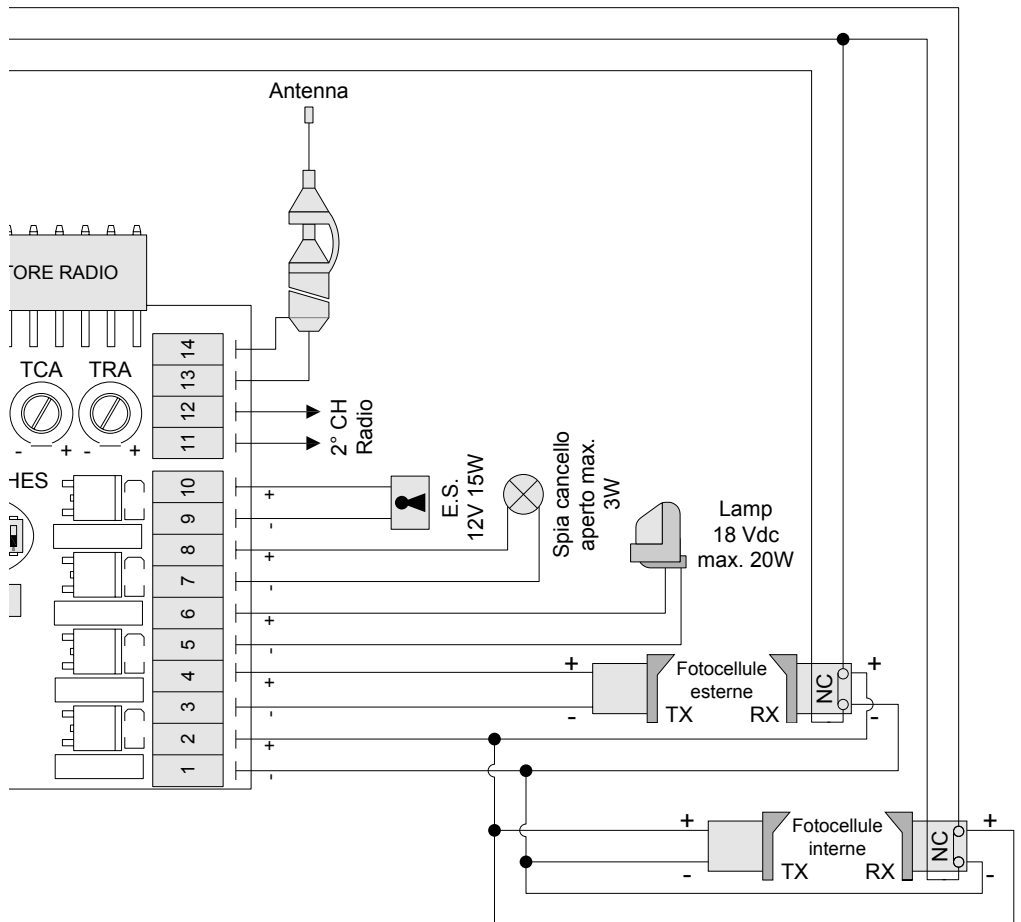 Antenna
TORE RADIO
TCA TRA
- + - +
HES
14
13
12
11
10
9
8
7
6
5
4
3
2
1
2° CH
Radio
+
-
+
-
+
-
+
-
+
-
E.S.
12V 15W
Spia cancello
aperto max.
3W
Lamp
18 Vdc
max. 20W
+ Fotocellule +
esterne
NC
- TX RX -
+ Fotocellule +
interne
NC
- TX RX -